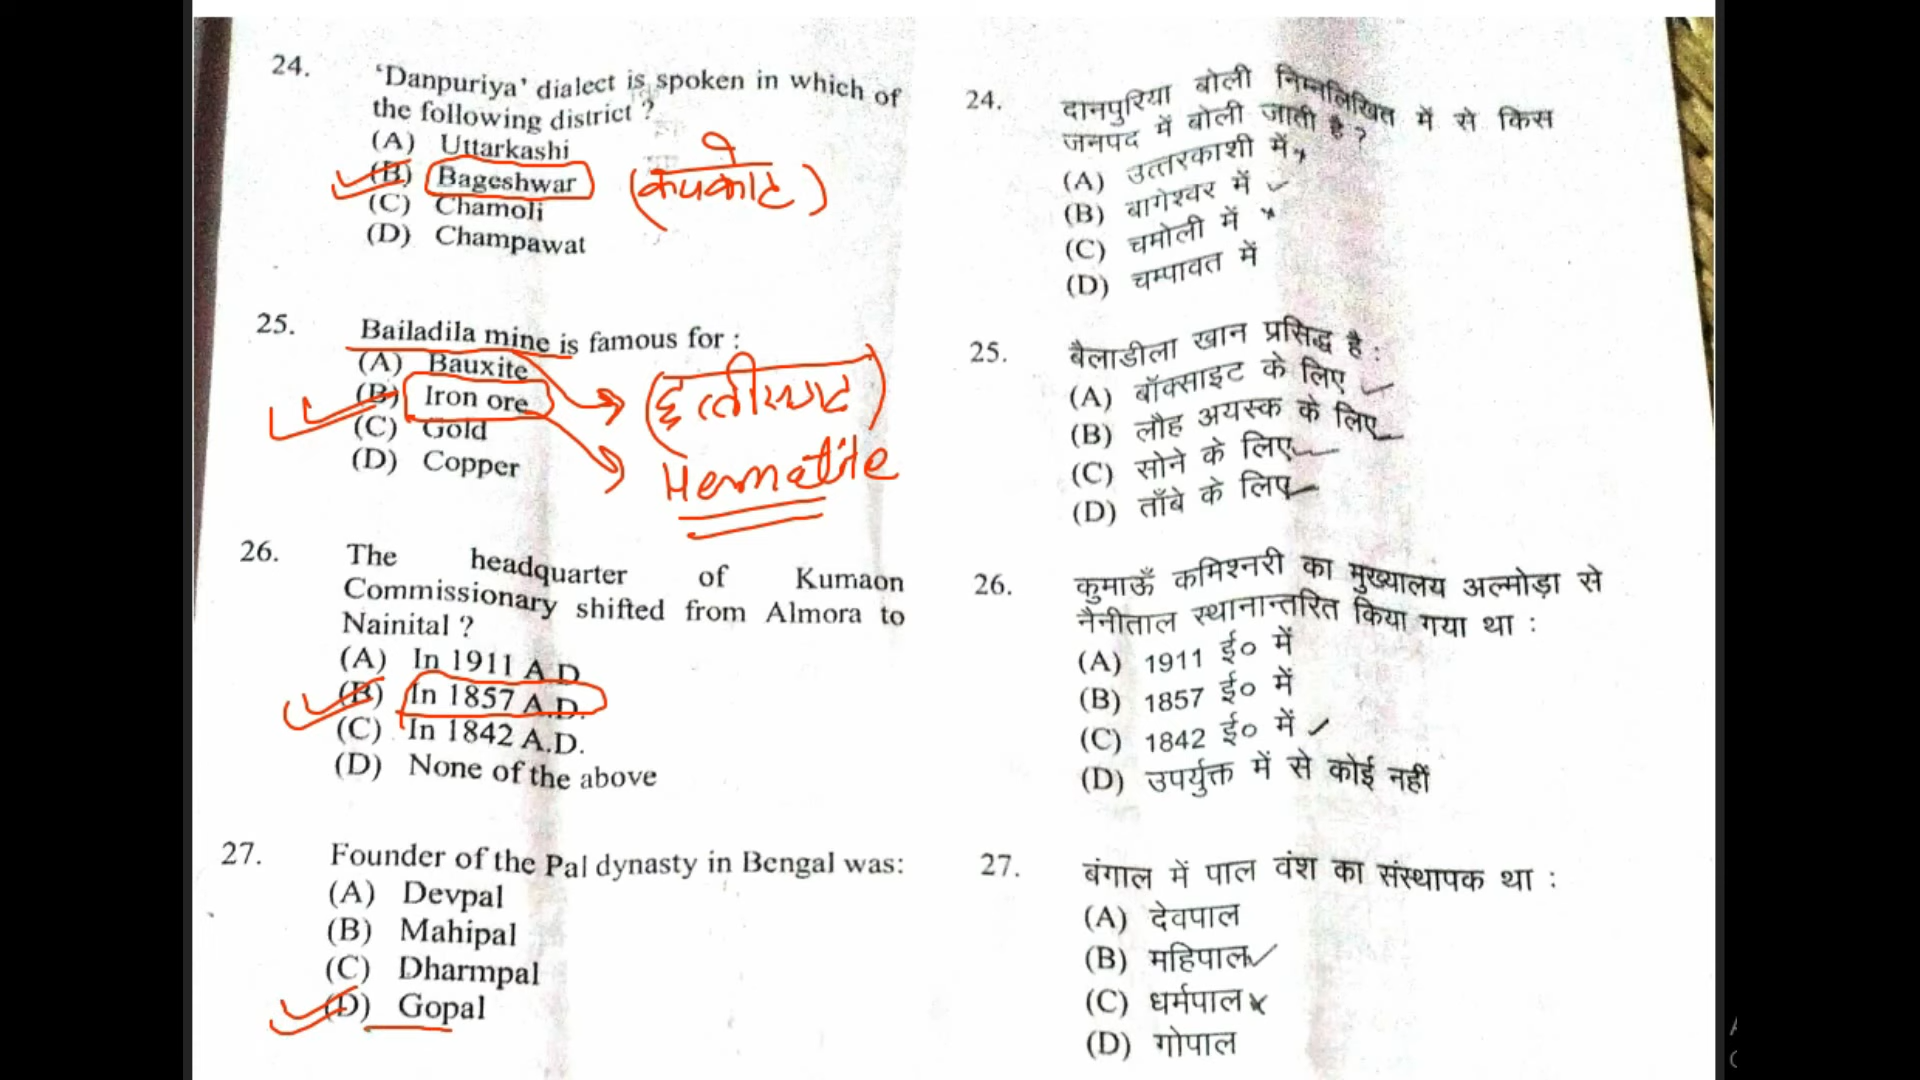 24. 'Danpuriya' dialect is spoken in which of
the following district ?
(A) Uttarkashi
(B) Bageshwar
(कपकोट)
(C) Chamoli
(D) Champawat
25. Bailadila mine is famous for :
(A) Bauxite
(B) Iron ore
(C) Gold
Hematite
(D) Copper
26. The headquarter of Kumaon
Commissionary shifted from Almora to
Nainital ?
(A) In 1911 A.D.
(B) In 1857 A.D.
(C) In 1842 A.D.
(D) None of the above
27. Founder of the Pal dynasty in Bengal was:
(A) Devpal
(B) Mahipal
(C) Dharmpal
(D) Gopal
24. दानपुरिया बोली निम्नलिखित में से किस
जनपद में बोली जाती है ?
(A) उत्तरकाशी में
(B) बागेश्वर में
(C) चमोली में
(D) चम्पावत में
25. बैलाडीला खान प्रसिद्ध है :
(A) बॉक्साइट के लिए
(B) लौह अयस्क के लिए
(C) सोने के लिए
(D) ताँबे के लिए
26. कुमाऊँ कमिश्नरी का मुख्यालय अल्मोड़ा से
नैनीताल स्थानान्तरित किया गया था :
(A) 1911 ई० में
(B) 1857 ई० में
(C) 1842 ई० में
(D) उपर्युक्त में से कोई नहीं
27. बंगाल में पाल वंश का संस्थापक था :
(A) देवपाल
(B) महिपाल
(C) धर्मपाल
(D) गोपाल